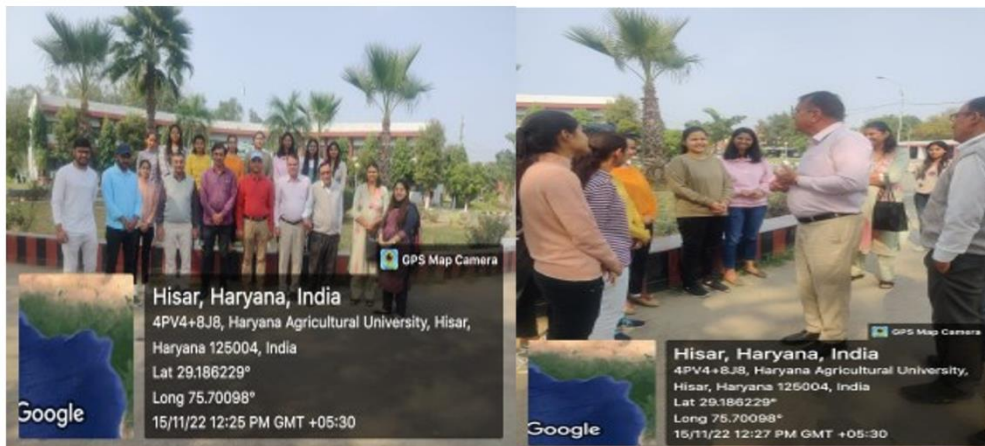 GPS Map Camera
Hisar, Haryana, India
4PV4+8J8, Haryana Agricultural University, Hisar,
Haryana 125004, India
Lat 29.186229°
Long 75.70098°
15/11/22 12:25 PM GMT +05:30
Google
GPS Map Camera
Hisar, Haryana, India
4PV4+8J8, Haryana Agricultural University,
Hisar, Haryana 125004, India
Lat 29.186229°
Long 75.70098°
15/11/22 12:27 PM GMT +05:30
Google